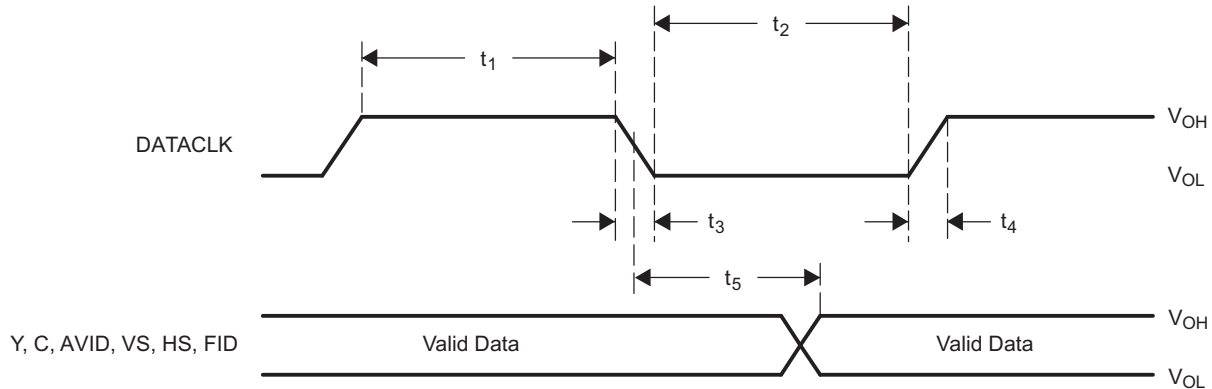 t2
t1
VOH
DATACLK
VOL
t3
t4
t5
VOH
Y, C, AVID, VS, HS, FID
Valid Data
Valid Data
VOL